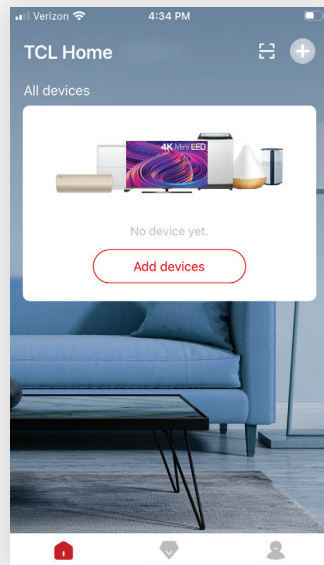 Verizon
4:34 PM
TCL Home
All devices
4K Mini LED
No device yet.
Add devices